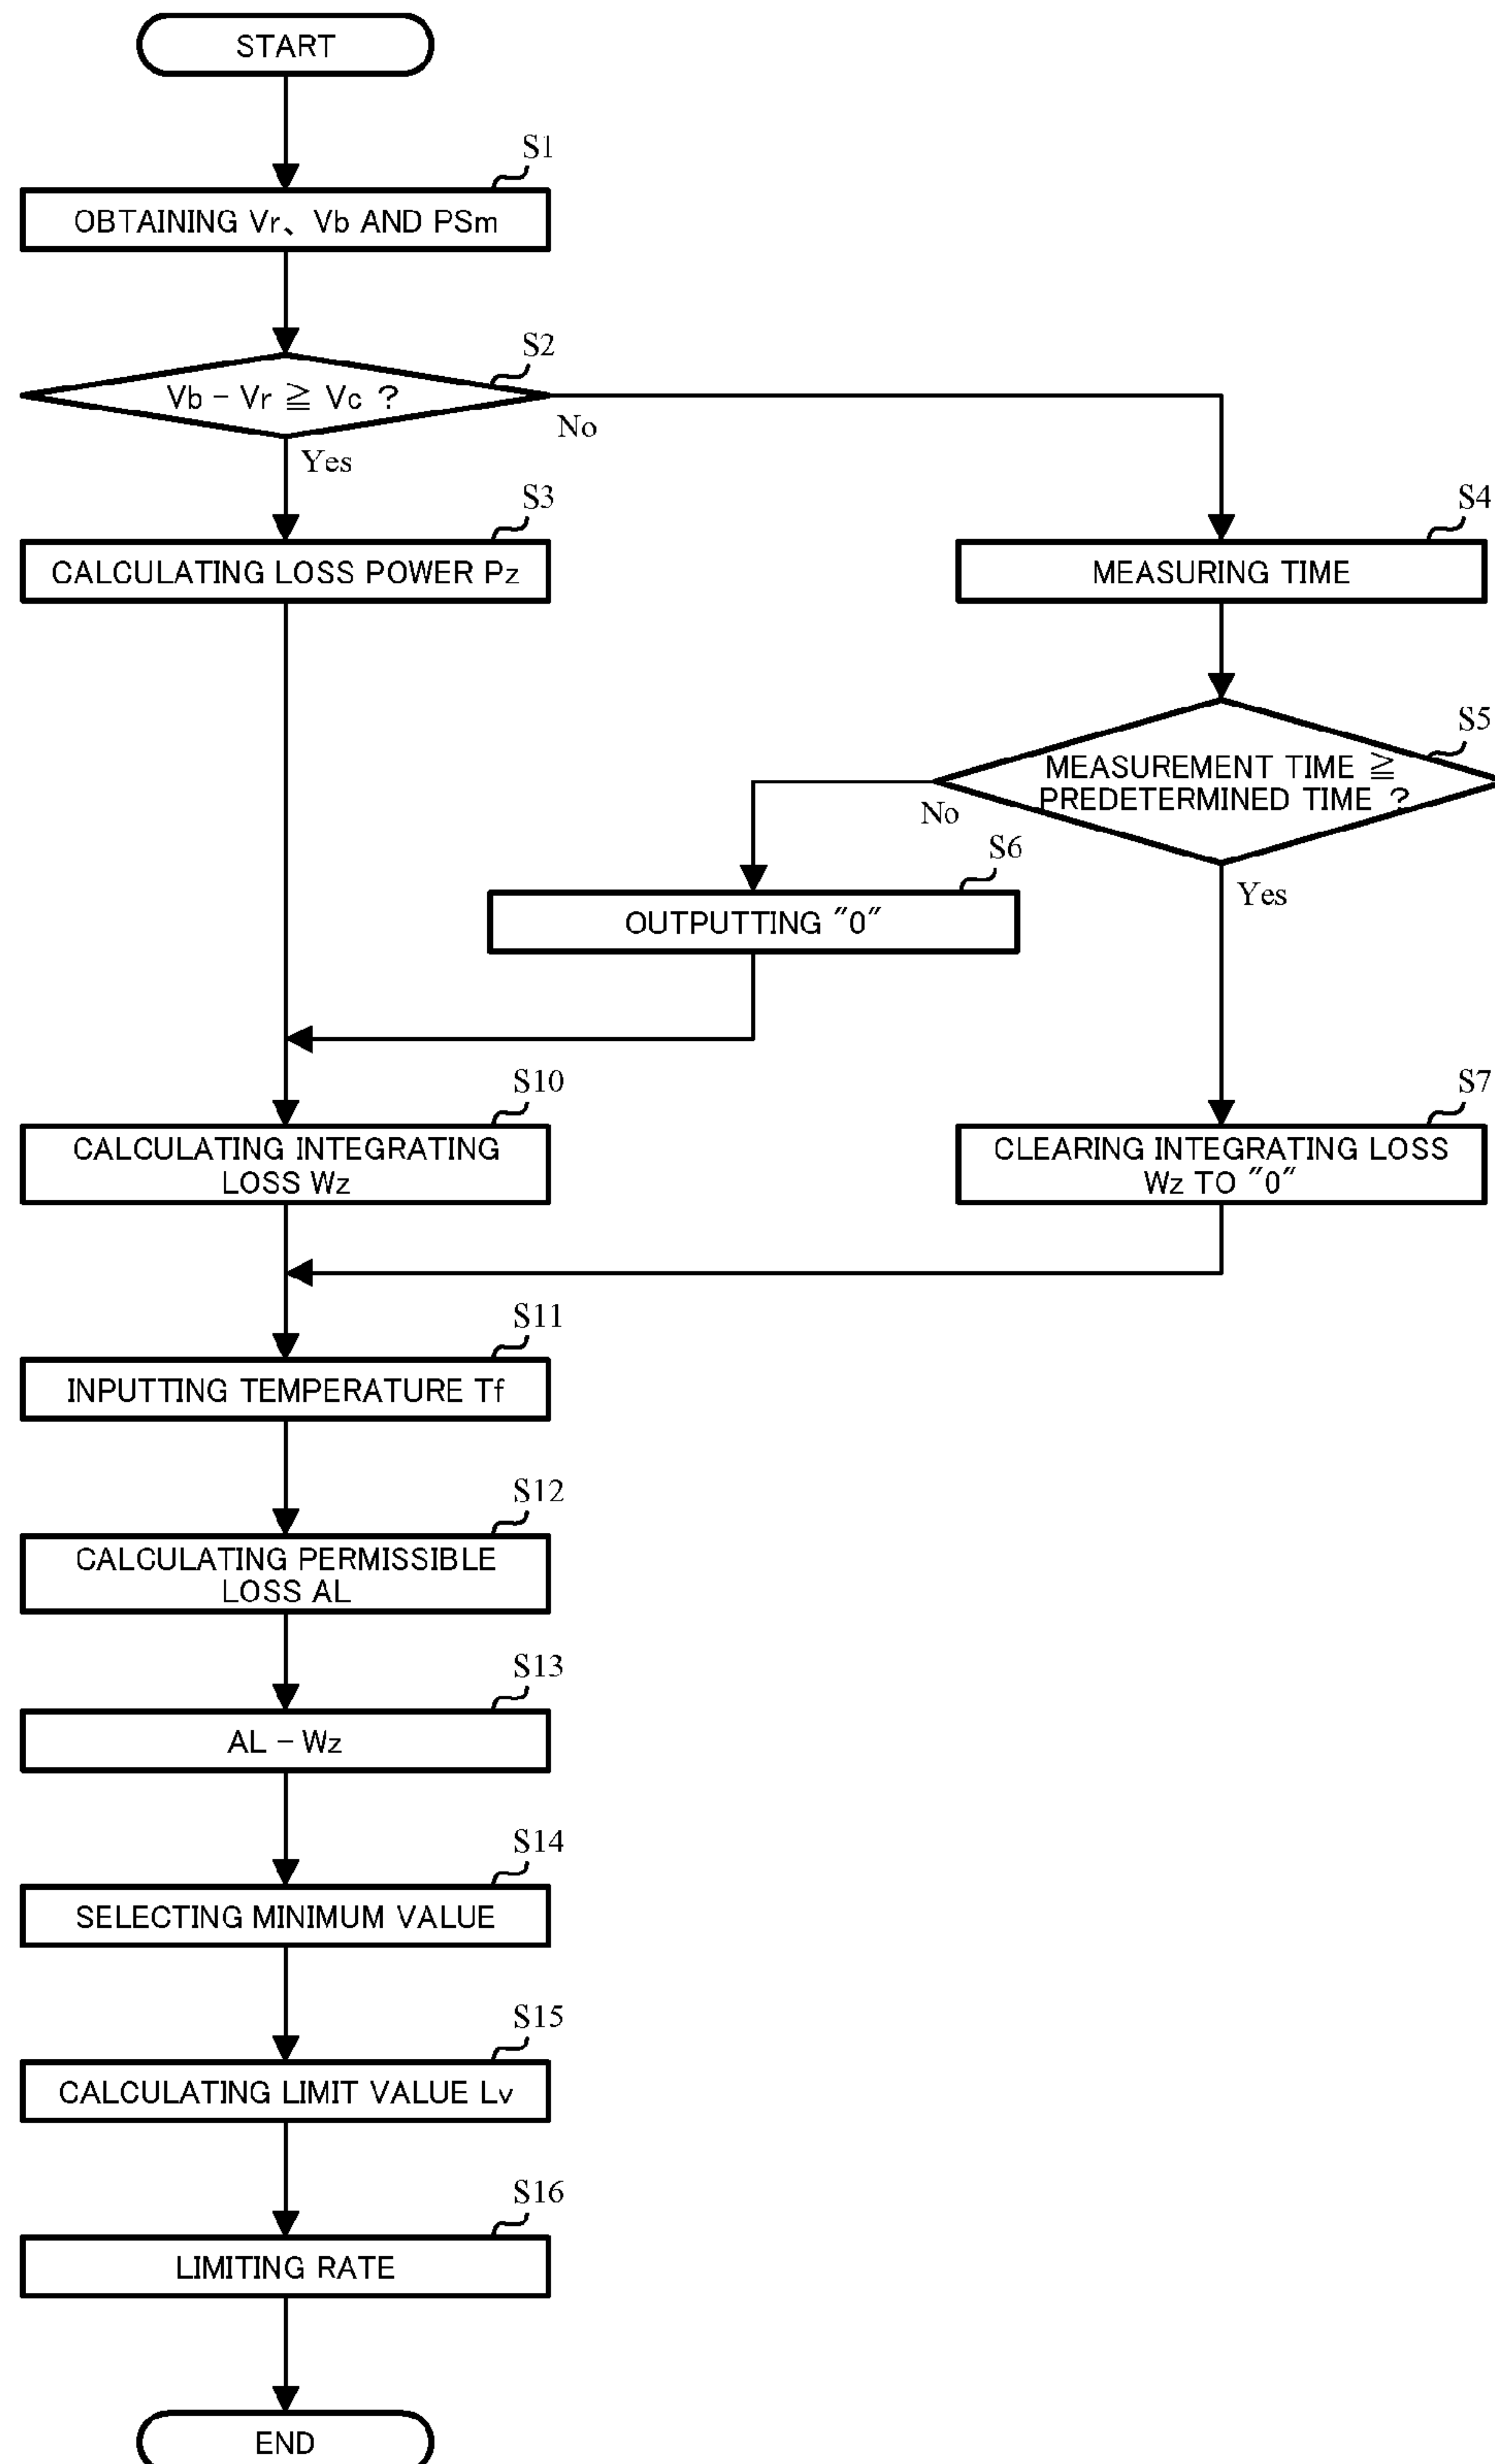 START
S1
OBTAINING Vr、Vb AND PSm
S2
Vb − Vr ≧ Vc ?
No
Yes
S3
CALCULATING LOSS POWER Pz
S4
MEASURING TIME
S5
MEASUREMENT TIME ≧
PREDETERMINED TIME ?
No
Yes
S6
OUTPUTTING ″0″
S10
CALCULATING INTEGRATING
LOSS Wz
S7
CLEARING INTEGRATING LOSS
Wz TO ″0″
S11
INPUTTING TEMPERATURE Tf
S12
CALCULATING PERMISSIBLE
LOSS AL
S13
AL − Wz
S14
SELECTING MINIMUM VALUE
S15
CALCULATING LIMIT VALUE Lv
S16
LIMITING RATE
END